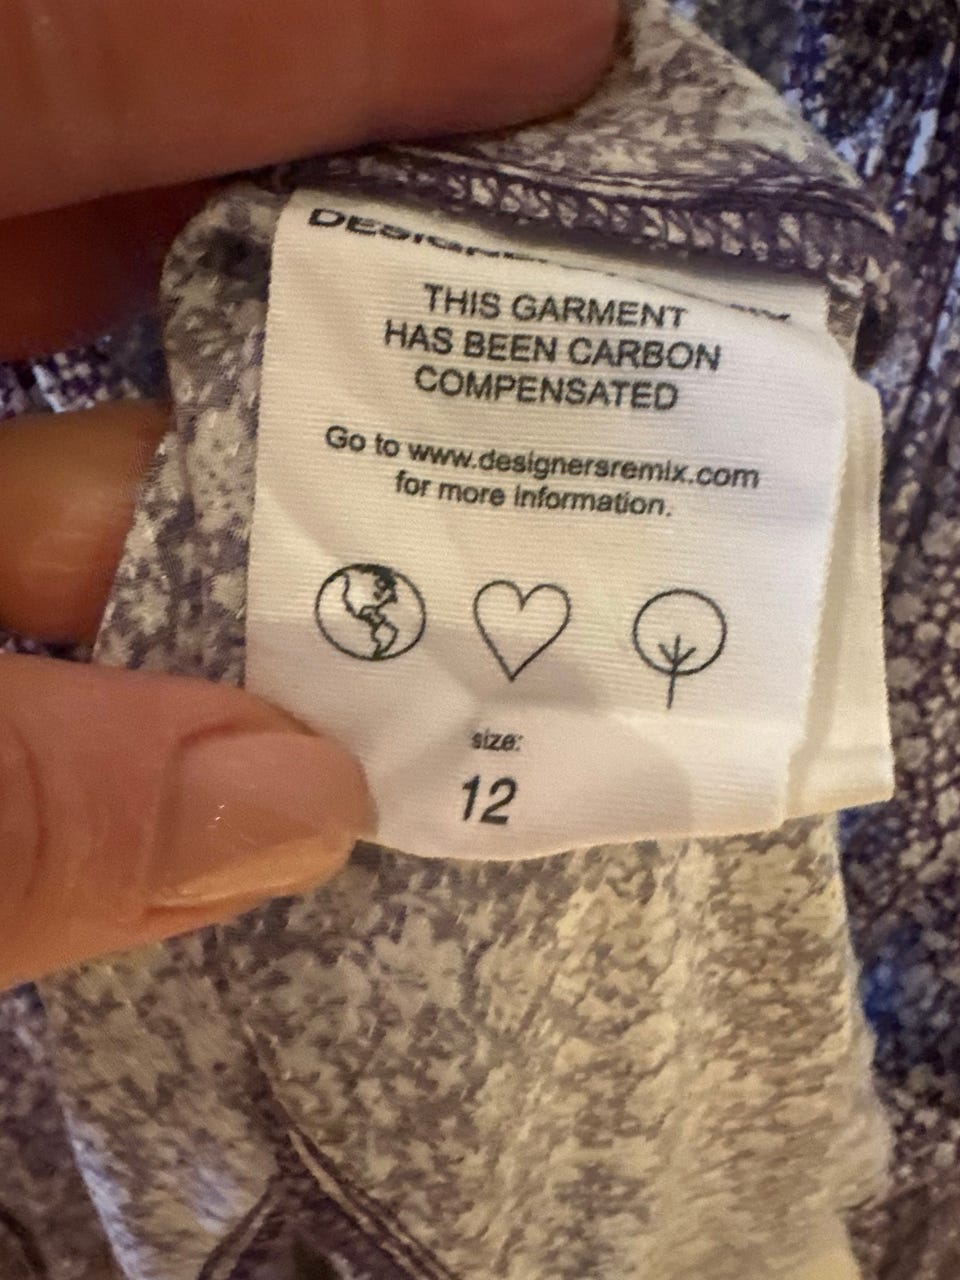 THIS GARMENT
HAS BEEN CARBON
COMPENSATED
Go to www.designersremix.com
for more information.
size:
12